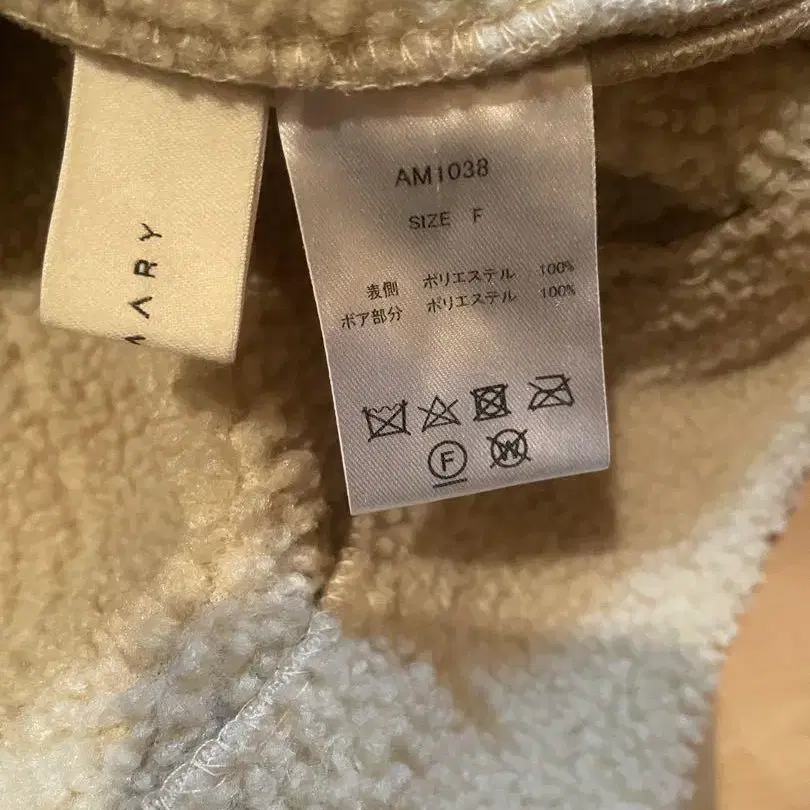 MARY
AM1038
SIZE F
表側 ポリエステル 100%
ボア部分 ポリエステル 100%
F
W